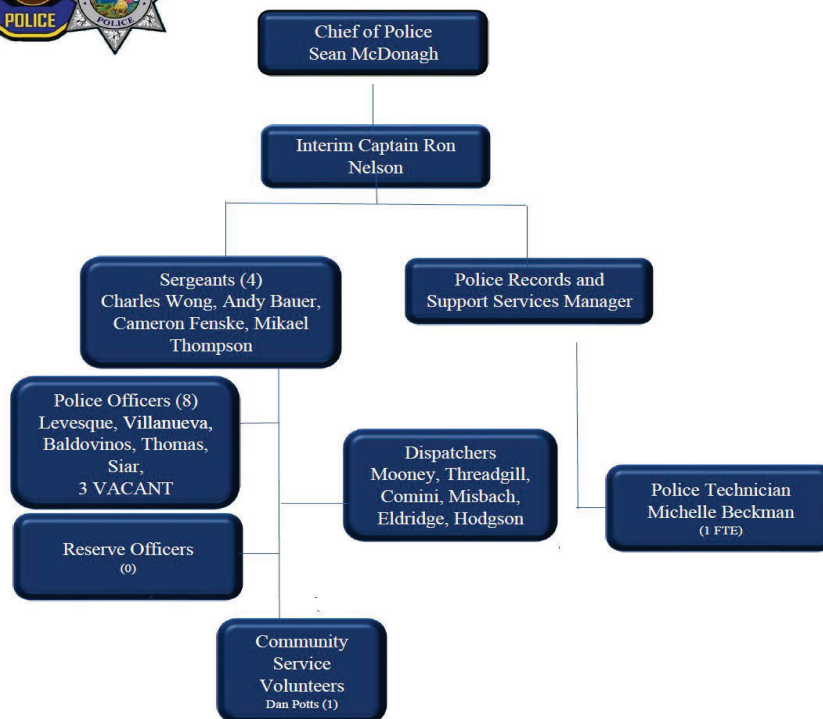 POLICE
POLICE
Chief of Police
Sean McDonagh
Interim Captain Ron
Nelson
Sergeants (4)
Charles Wong, Andy Bauer,
Cameron Fenske, Mikael
Thompson
Police Records and
Support Services Manager
Police Officers (8)
Levesque, Villanueva,
Baldovinos, Thomas,
Siar,
3 VACANT
Dispatchers
Mooney, Threadgill,
Comini, Misbach,
Eldridge, Hodgson
Police Technician
Michelle Beckman
(1 FTE)
Reserve Officers
(0)
Community
Service
Volunteers
Dan Potts (1)